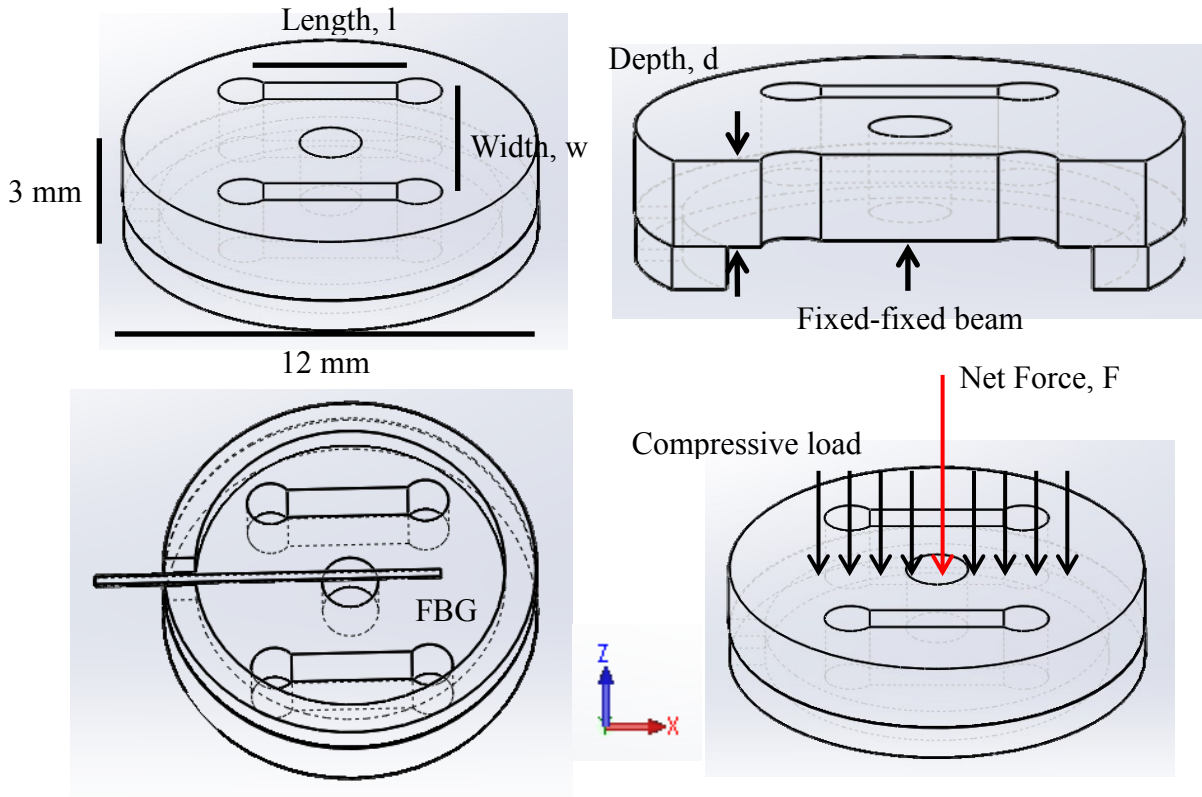 Length, l
Width, w
3 mm
12 mm
Depth, d
Fixed-fixed beam
FBG
Net Force, F
Compressive load
Z
Y
X